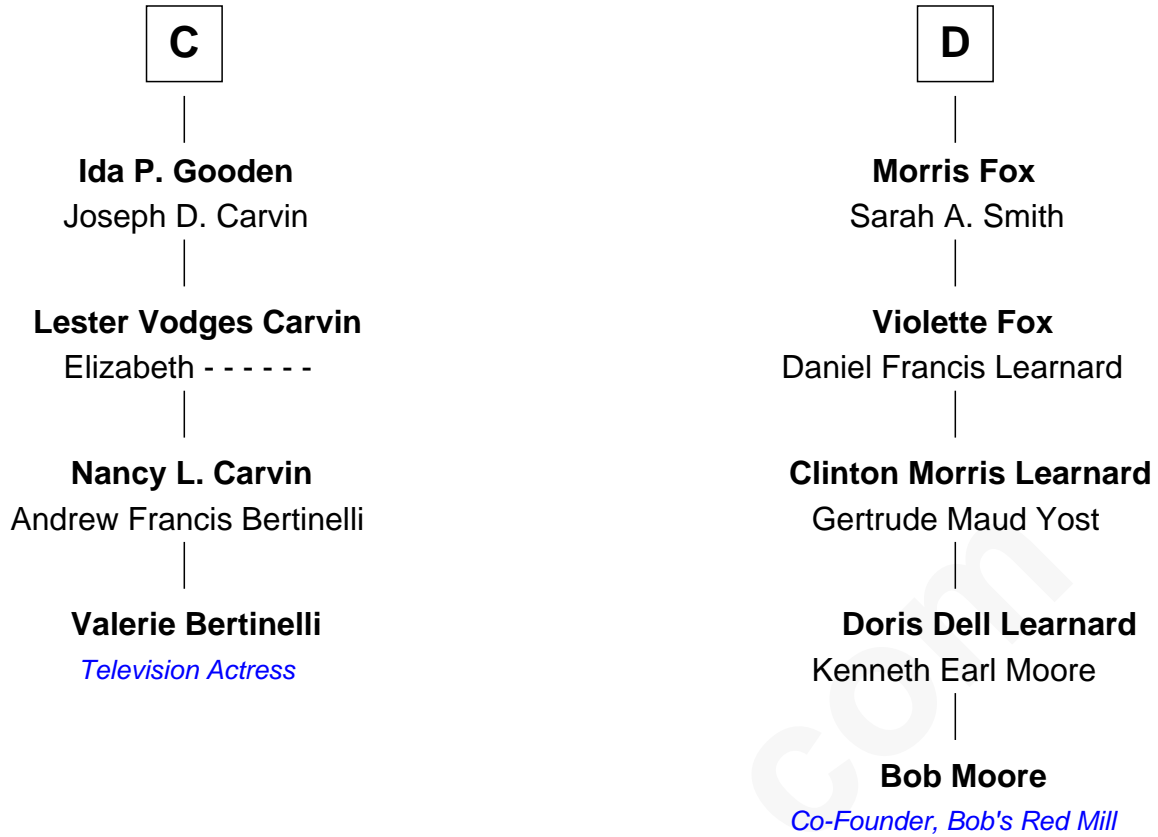 C
Ida P. Gooden
Joseph D. Carvin
Lester Vodges Carvin
Elizabeth - - - - - -
Nancy L. Carvin
Andrew Francis Bertinelli
Valerie Bertinelli
Television Actress
D
Morris Fox
Sarah A. Smith
Violette Fox
Daniel Francis Learnard
Clinton Morris Learnard
Gertrude Maud Yost
Doris Dell Learnard
Kenneth Earl Moore
Bob Moore
Co-Founder, Bob's Red Mill
com